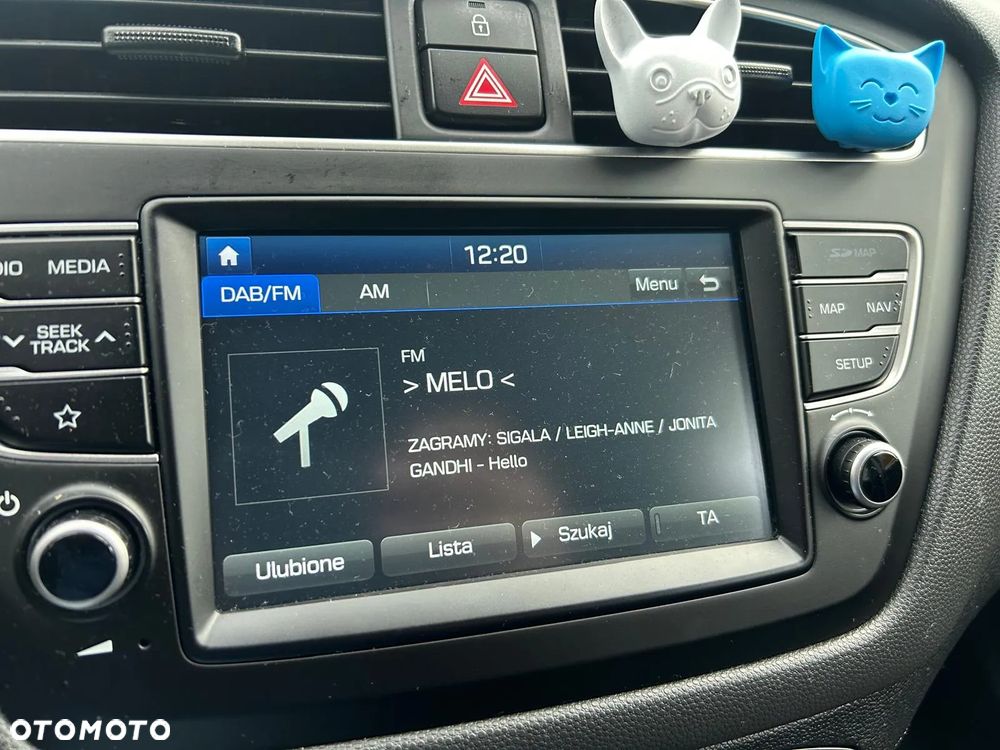 12:20
DAB/FM
AM
Menu
FM
> MELO <
ZAGRAMY: SIGALA / LEIGH-ANNE / JONITA
GANDHI - Hello
Ulubione
Lista
Szukaj
TA
DIO
MEDIA
SEEK
TRACK
SD MAP
MAP
NAV
SETUP
OTOMOTO